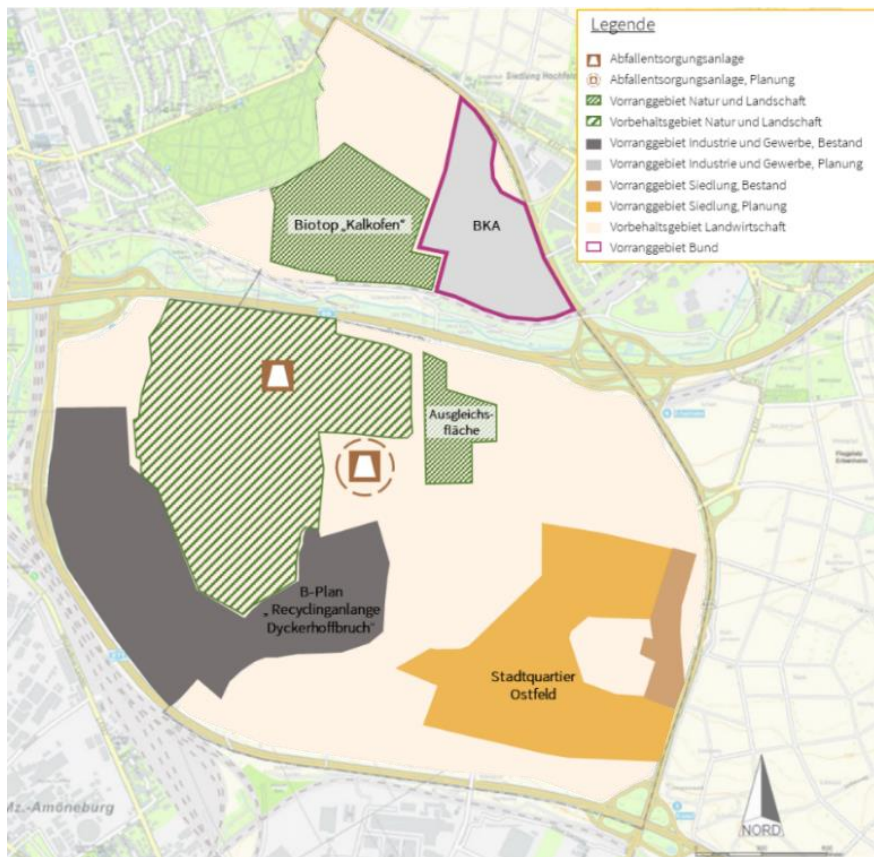 Legende
Abfallentsorgungsanlage
Abfallentsorgungsanlage, Planung
Vorranggebiet Natur und Landschaft
Vorbehaltsgebiet Natur und Landschaft
Vorranggebiet Industrie und Gewerbe, Bestand
Vorranggebiet Industrie und Gewerbe, Planung
Vorranggebiet Siedlung, Bestand
Vorranggebiet Siedlung, Planung
Vorbehaltsgebiet Landwirtschaft
Vorranggebiet Bund
Siedlung Hochfeld
Biotop „Kalkofen“
BKA
Ausgleichs-
fläche
B-Plan
„Recyclinganlange
Dyckerhoffbruch“
Stadtquartier
Ostfeld
Mz.-Amöneburg
NORD